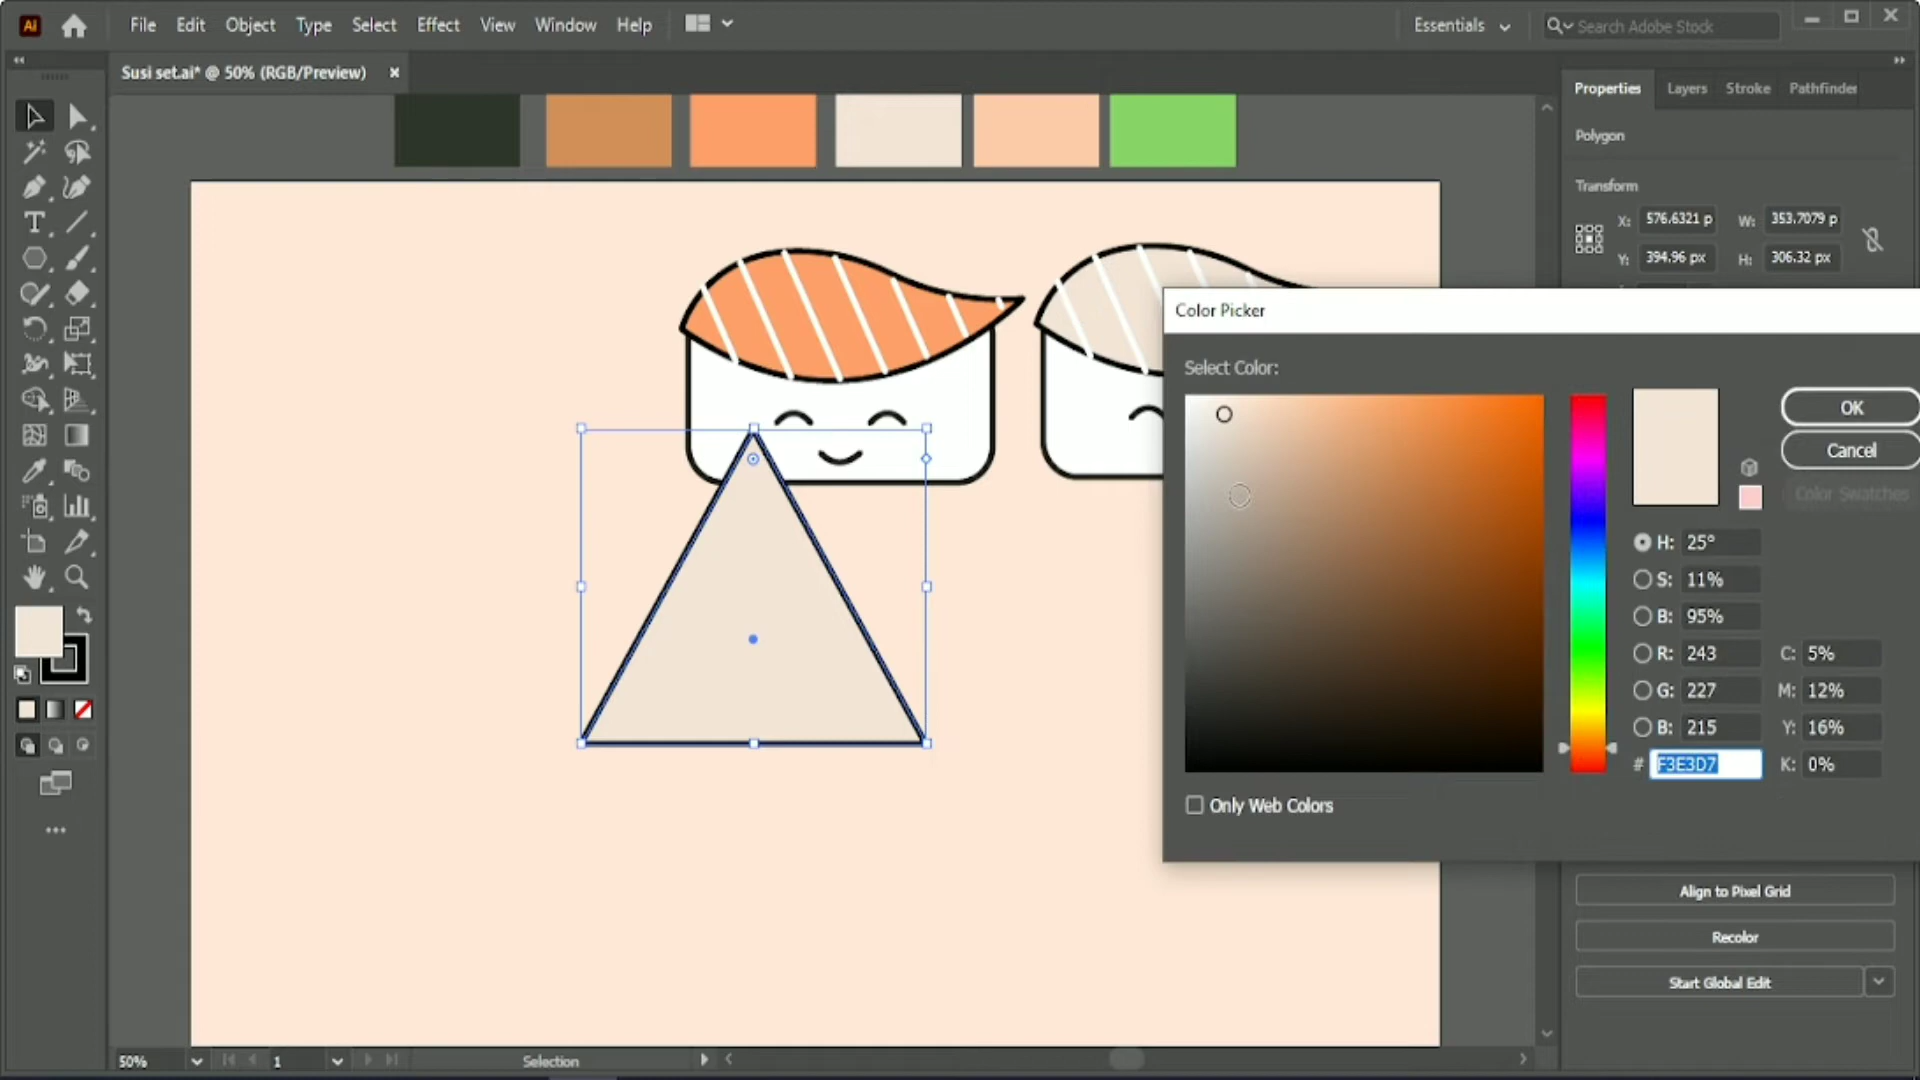 Ai File Edit Object Type Select Effect View Window Help Essentials Search Adobe Stock
Susi set.ai* @ 50% (RGB/Preview) ×
Properties Layers Stroke Pathfinder
Polygon
Transform
X: 576.6321 p W: 353.7079 p
Y: 394.96 px H: 306.32 px
Color Picker
Select Color:
OK
Cancel
Color Swatches
H: 25°
S: 11%
B: 95%
R: 243 C: 5%
G: 227 M: 12%
B: 215 Y: 16%
# F3E3D7 K: 0%
Only Web Colors
Align to Pixel Grid
Recolor
Start Global Edit
50% 1 Selection